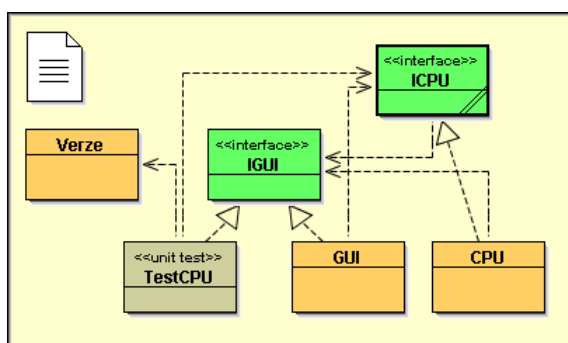 <<interface>>
ICPU
Verze
<<interface>>
IGUI
<<unit test>>
TestCPU
GUI
CPU